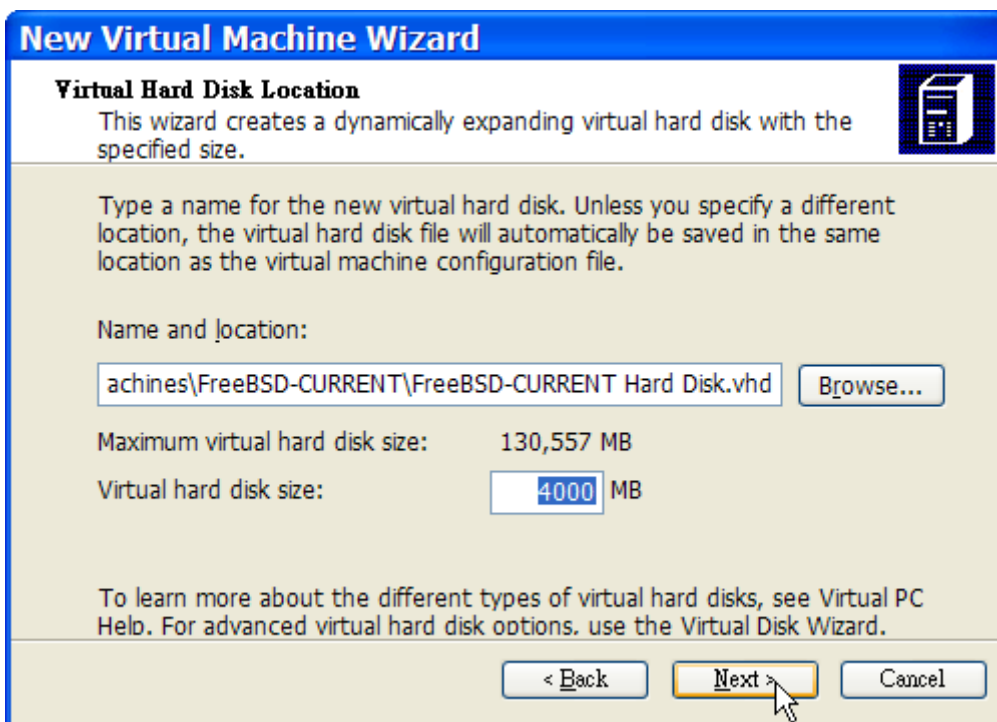 New Virtual Machine Wizard
Virtual Hard Disk Location
This wizard creates a dynamically expanding virtual hard disk with the
specified size.
Type a name for the new virtual hard disk. Unless you specify a different
location, the virtual hard disk file will automatically be saved in the same
location as the virtual machine configuration file.
Name and location:
achines\FreeBSD-CURRENT\FreeBSD-CURRENT Hard Disk.vhd Browse...
Maximum virtual hard disk size: 130,557 MB
Virtual hard disk size: 4000 MB
To learn more about the different types of virtual hard disks, see Virtual PC
Help. For advanced virtual hard disk options, use the Virtual Disk Wizard.
< Back Next > Cancel